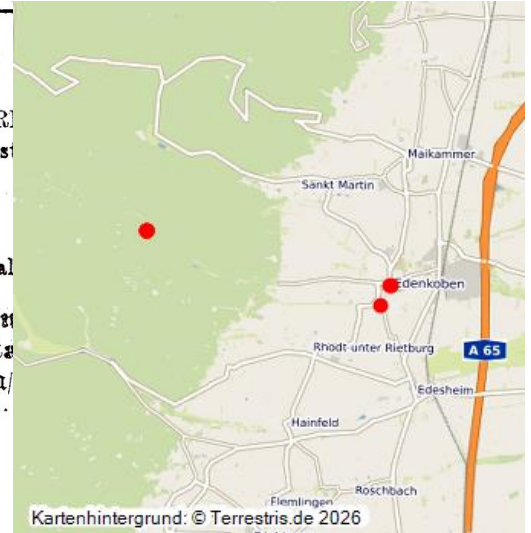 Maikammer
Sankt Martin
Edenkoben
Rhodt unter Rietburg
A 65
Edesheim
Hainfeld
Roschbach
Flemlingen
Kartenhintergrund: © Terrestris.de 2026